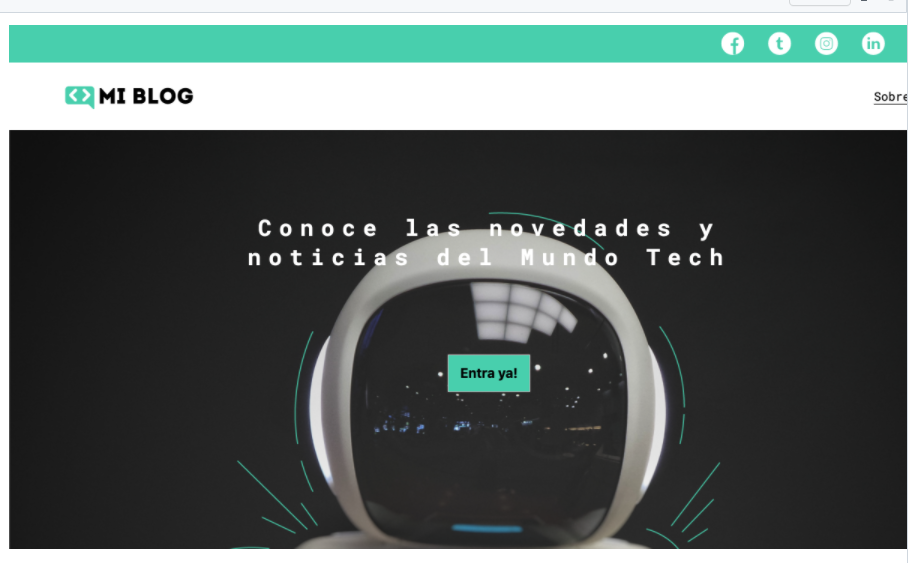 MI BLOG
Sobre
Conoce las novedades y
noticias del Mundo Tech
Entra ya!